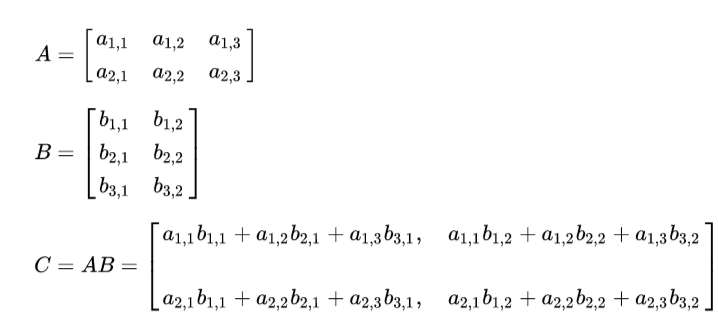 A = [ a1,1 a1,2 a1,3
a2,1 a2,2 a2,3 ]
B = [ b1,1 b1,2
b2,1 b2,2
b3,1 b3,2 ]
C = AB = [ a1,1b1,1 + a1,2b2,1 + a1,3b3,1, a1,1b1,2 + a1,2b2,2 + a1,3b3,2
a2,1b1,1 + a2,2b2,1 + a2,3b3,1, a2,1b1,2 + a2,2b2,2 + a2,3b3,2 ]